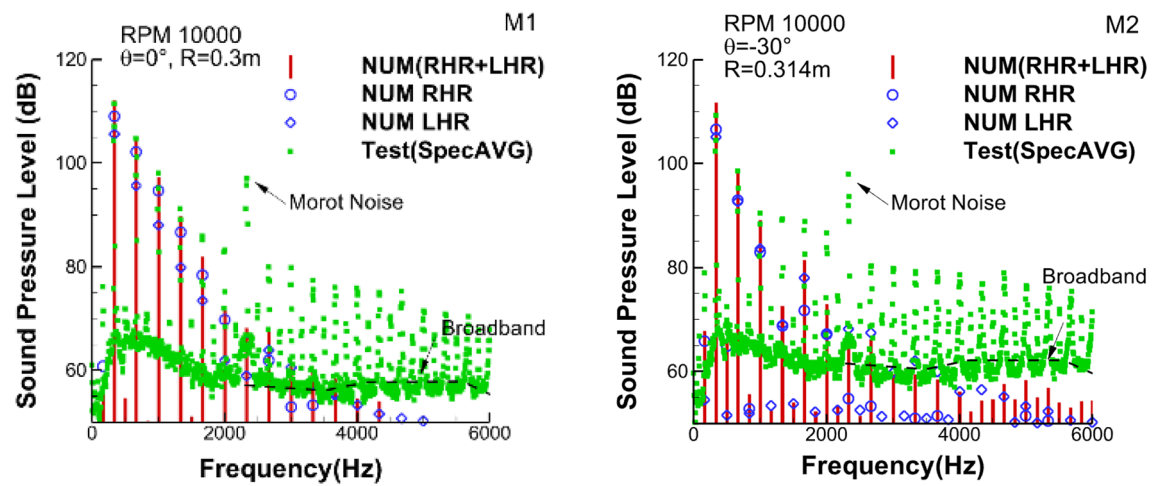 M1
RPM 10000
θ=0°, R=0.3m
NUM(RHR+LHR)
NUM RHR
NUM LHR
Test(SpecAVG)
Morot Noise
Broadband
Sound Pressure Level (dB)
120
100
80
60
0
2000
4000
6000
Frequency(Hz)
M2
RPM 10000
θ=-30°
R=0.314m
NUM(RHR+LHR)
NUM RHR
NUM LHR
Test(SpecAVG)
Morot Noise
Broadband
Sound Pressure Level (dB)
120
100
80
60
0
2000
4000
6000
Frequency(Hz)